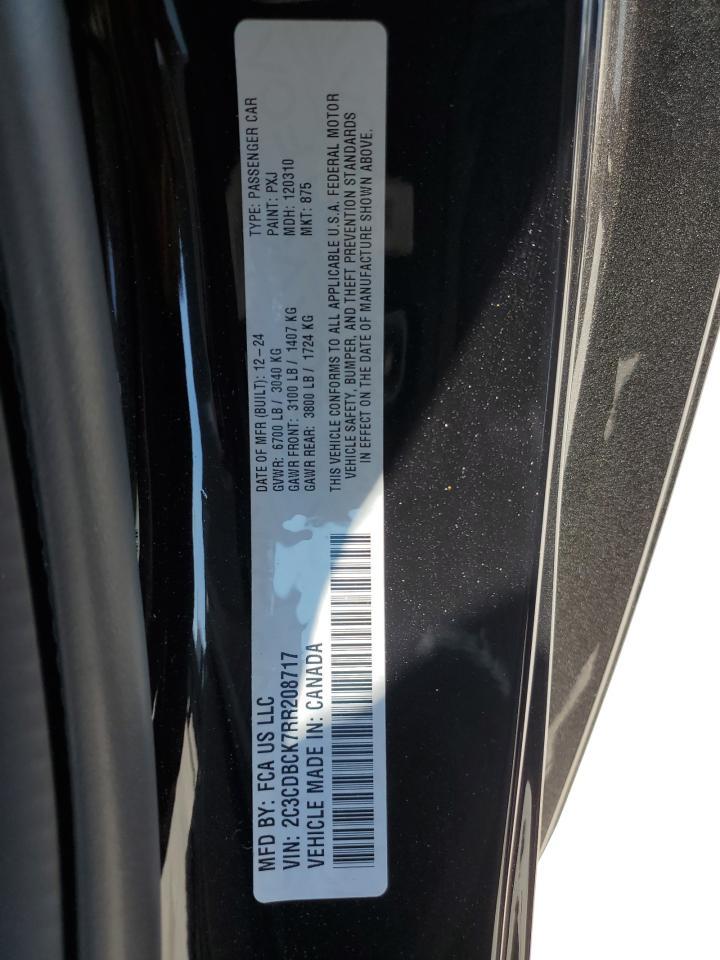 MFD BY: FCA US LLC
VIN: 2C3CDBCK7RR208717
VEHICLE MADE IN: CANADA
DATE OF MFR (BUILT): 12-24
GVWR: 6700 LB / 3040 KG
GAWR FRONT: 3100 LB / 1407 KG
GAWR REAR: 3800 LB / 1724 KG
TYPE: PASSENGER CAR
PAINT: PXJ
MDH: 120310
MKT: 875
THIS VEHICLE CONFORMS TO ALL APPLICABLE U.S.A. FEDERAL MOTOR
VEHICLE SAFETY, BUMPER, AND THEFT PREVENTION STANDARDS
IN EFFECT ON THE DATE OF MANUFACTURE SHOWN ABOVE.